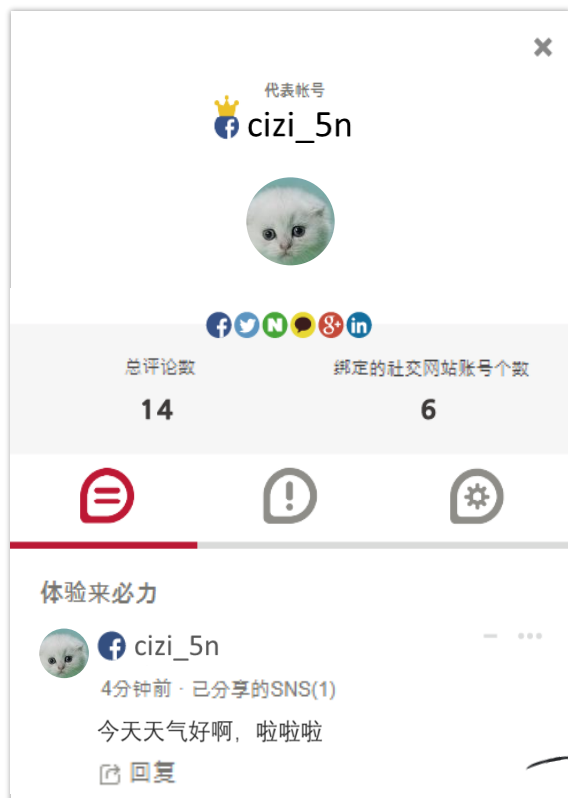 代表帐号
cizi_5n
总评论数
绑定的社交网站账号个数
14
6
体验来必力
cizi_5n
4分钟前 · 已分享的SNS(1)
今天天气好啊，啦啦啦
回复